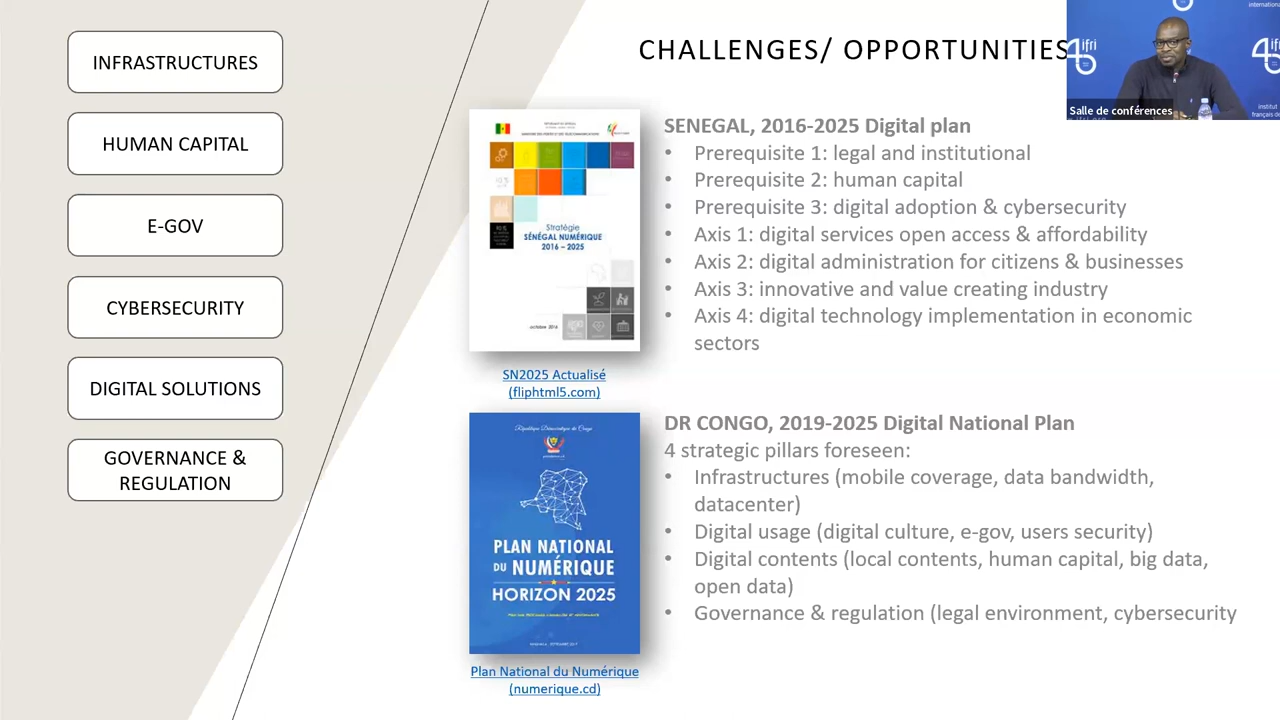 INFRASTRUCTURES
HUMAN CAPITAL
E-GOV
CYBERSECURITY
DIGITAL SOLUTIONS
GOVERNANCE &
REGULATION
CHALLENGES/ OPPORTUNITIES
ifri
Salle de conférences
institut
français de
Stratégie
SÉNÉGAL NUMÉRIQUE
2016 – 2025
octobre 2016
SN2025 Actualisé
(fliphtml5.com)
SENEGAL, 2016-2025 Digital plan
• Prerequisite 1: legal and institutional
• Prerequisite 2: human capital
• Prerequisite 3: digital adoption & cybersecurity
• Axis 1: digital services open access & affordability
• Axis 2: digital administration for citizens & businesses
• Axis 3: innovative and value creating industry
• Axis 4: digital technology implementation in economic
sectors
République Démocratique du Congo
PLAN NATIONAL
DU NUMÉRIQUE
HORIZON 2025
Plan National du Numérique
(numerique.cd)
DR CONGO, 2019-2025 Digital National Plan
4 strategic pillars foreseen:
• Infrastructures (mobile coverage, data bandwidth,
datacenter)
• Digital usage (digital culture, e-gov, users security)
• Digital contents (local contents, human capital, big data,
open data)
• Governance & regulation (legal environment, cybersecurity